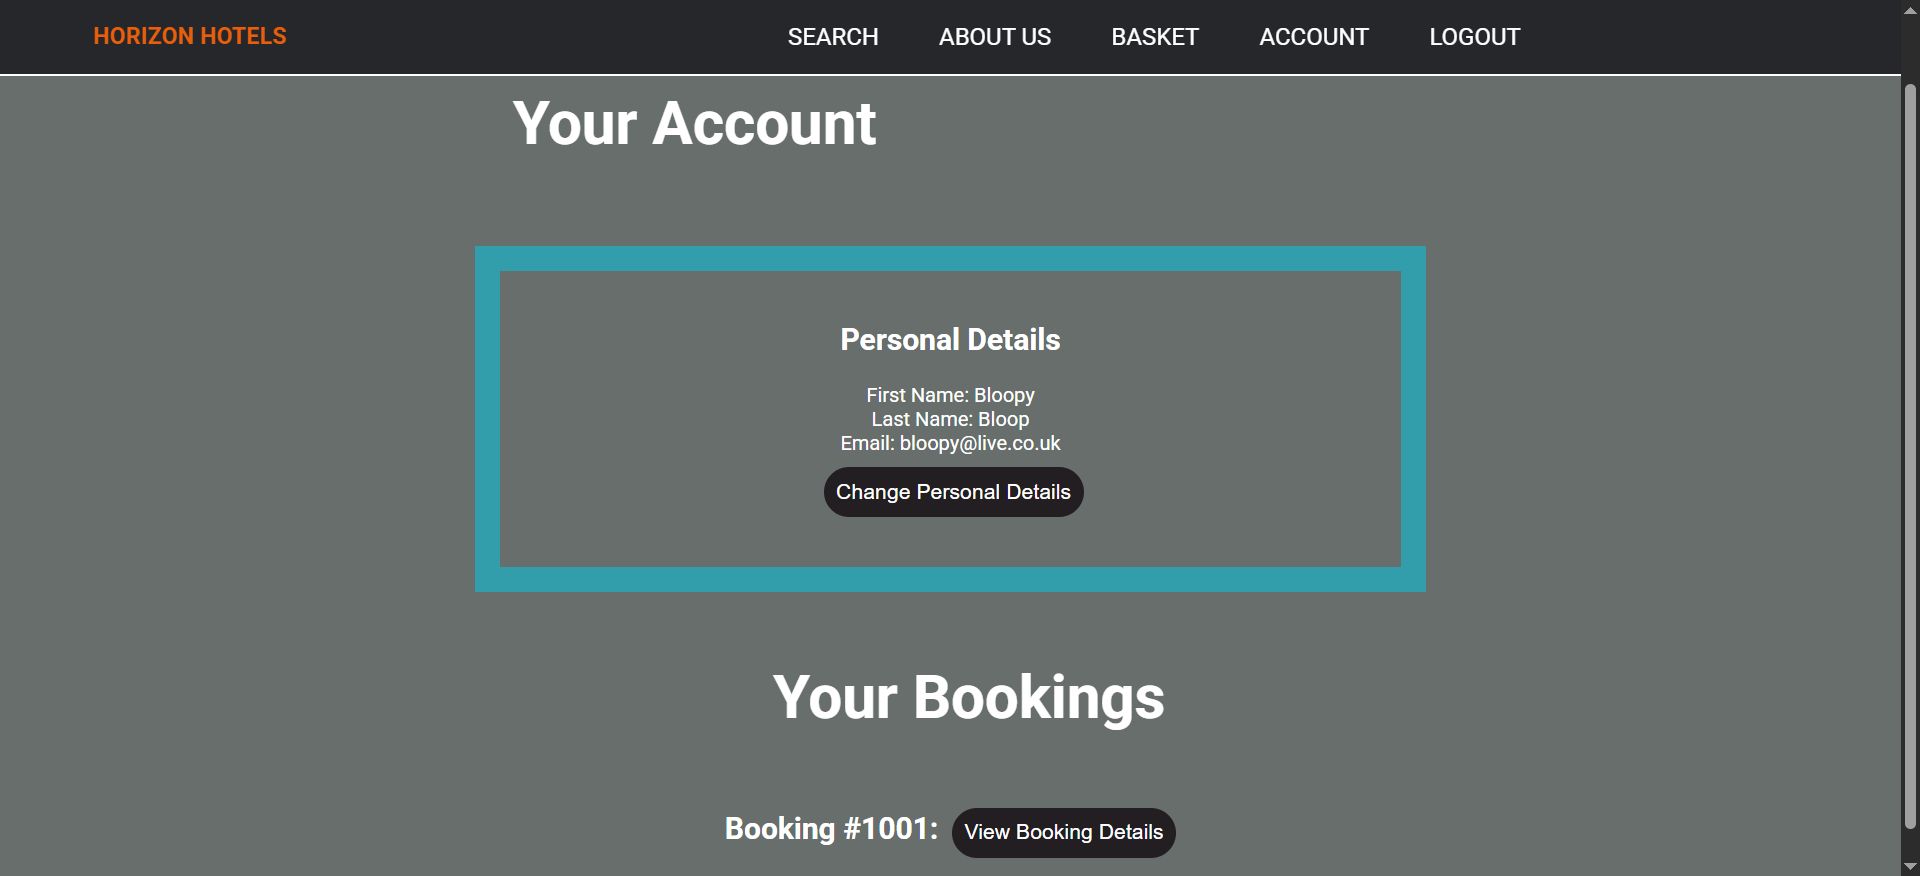 HORIZON HOTELS
SEARCH ABOUT US BASKET ACCOUNT LOGOUT
Your Account
Personal Details
First Name: Bloopy
Last Name: Bloop
Email: bloopy@live.co.uk
Change Personal Details
Your Bookings
Booking #1001: View Booking Details